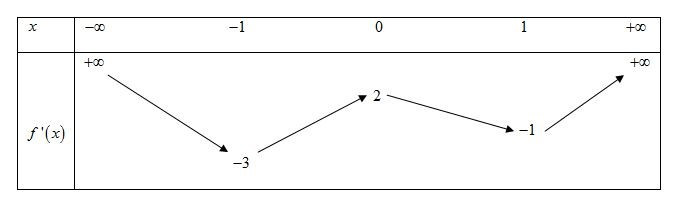 x −∞ −1 0 1 +∞
+∞ +∞
2
f '(x) −1
−3